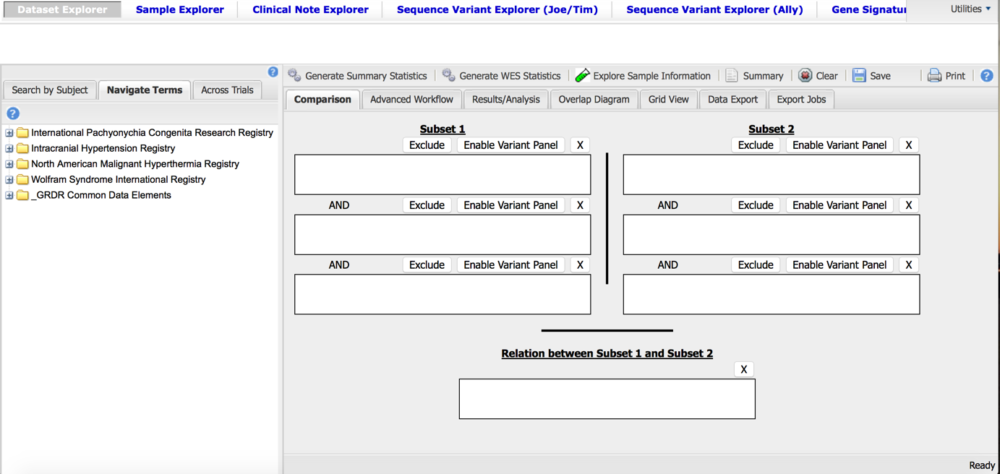 Dataset Explorer Sample Explorer Clinical Note Explorer Sequence Variant Explorer (Joe/Tim) Sequence Variant Explorer (Ally) Gene Signatur Utilities
Generate Summary Statistics Generate WES Statistics Explore Sample Information Summary Clear Save Print ?
?
Search by Subject Navigate Terms Across Trials
Comparison Advanced Workflow Results/Analysis Overlap Diagram Grid View Data Export Export Jobs
?
International Pachyonychia Congenita Research Registry
Intracranial Hypertension Registry
North American Malignant Hyperthermia Registry
Wolfram Syndrome International Registry
_GRDR Common Data Elements
Subset 1 Subset 2
Exclude Enable Variant Panel X Exclude Enable Variant Panel X
AND Exclude Enable Variant Panel X AND Exclude Enable Variant Panel X
AND Exclude Enable Variant Panel X AND Exclude Enable Variant Panel X
Relation between Subset 1 and Subset 2
X
Ready